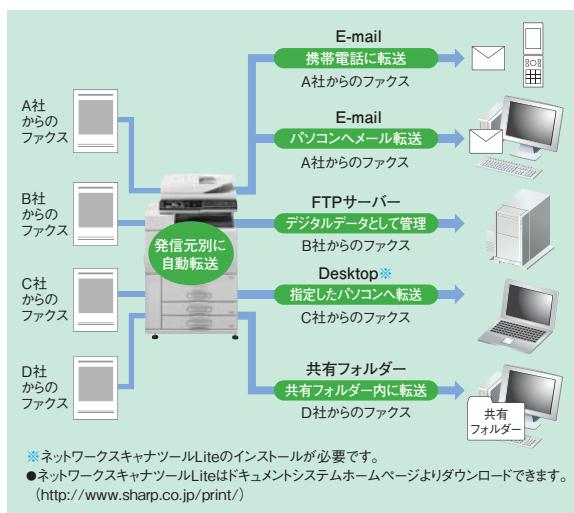 A社
からの
ファクス
B社
からの
ファクス
C社
からの
ファクス
D社
からの
ファクス
発信元別に
自動転送
E-mail
携帯電話に転送
A社からのファクス
E-mail
パソコンへメール転送
A社からのファクス
FTPサーバー
デジタルデータとして管理
B社からのファクス
Desktop※
指定したパソコンへ転送
C社からのファクス
共有フォルダー
共有フォルダー内に転送
D社からのファクス
共有
フォルダー
※ネットワークスキャナツールLiteのインストールが必要です。
●ネットワークスキャナツールLiteはドキュメントシステムホームページよりダウンロードできます。
(http://www.sharp.co.jp/print/)